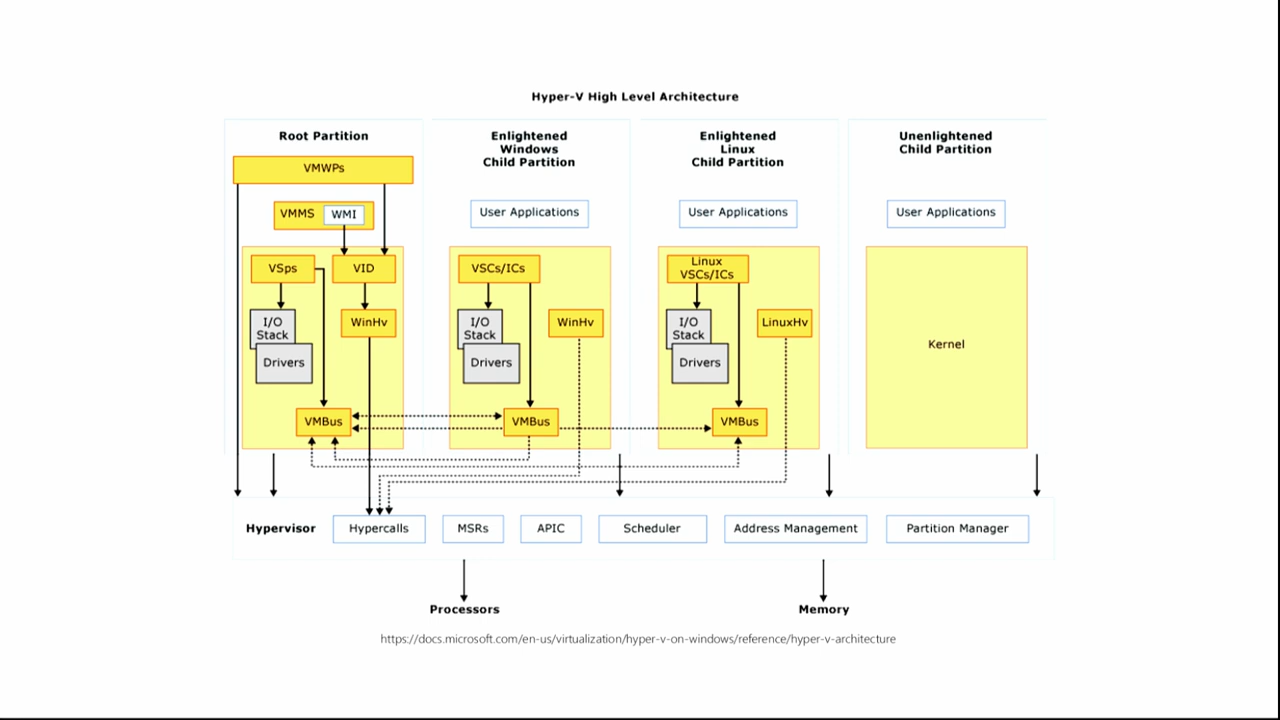 Hyper-V High Level Architecture
Root Partition
VMWPs
VMMS
WMI
VSps
VID
I/O
Stack
WinHv
Drivers
VMBus
Enlightened
Windows
Child Partition
User Applications
VSCs/ICs
I/O
Stack
WinHv
Drivers
VMBus
Enlightened
Linux
Child Partition
User Applications
Linux
VSCs/ICs
I/O
Stack
LinuxHv
Drivers
VMBus
Unenlightened
Child Partition
User Applications
Kernel
Hypervisor
Hypercalls
MSRs
APIC
Scheduler
Address Management
Partition Manager
Processors
Memory
https://docs.microsoft.com/en-us/virtualization/hyper-v-on-windows/reference/hyper-v-architecture